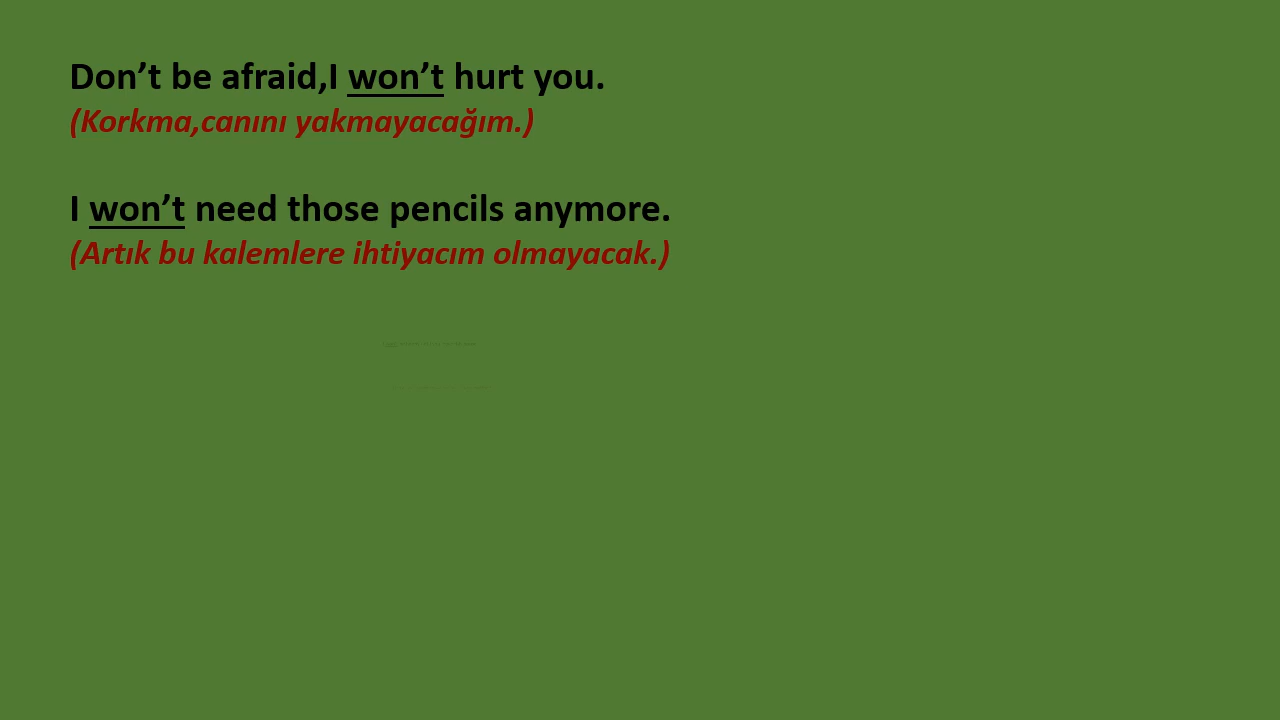 Don’t be afraid,I won’t hurt you.
(Korkma,canını yakmayacağım.)
I won’t need those pencils anymore.
(Artık bu kalemlere ihtiyacım olmayacak.)